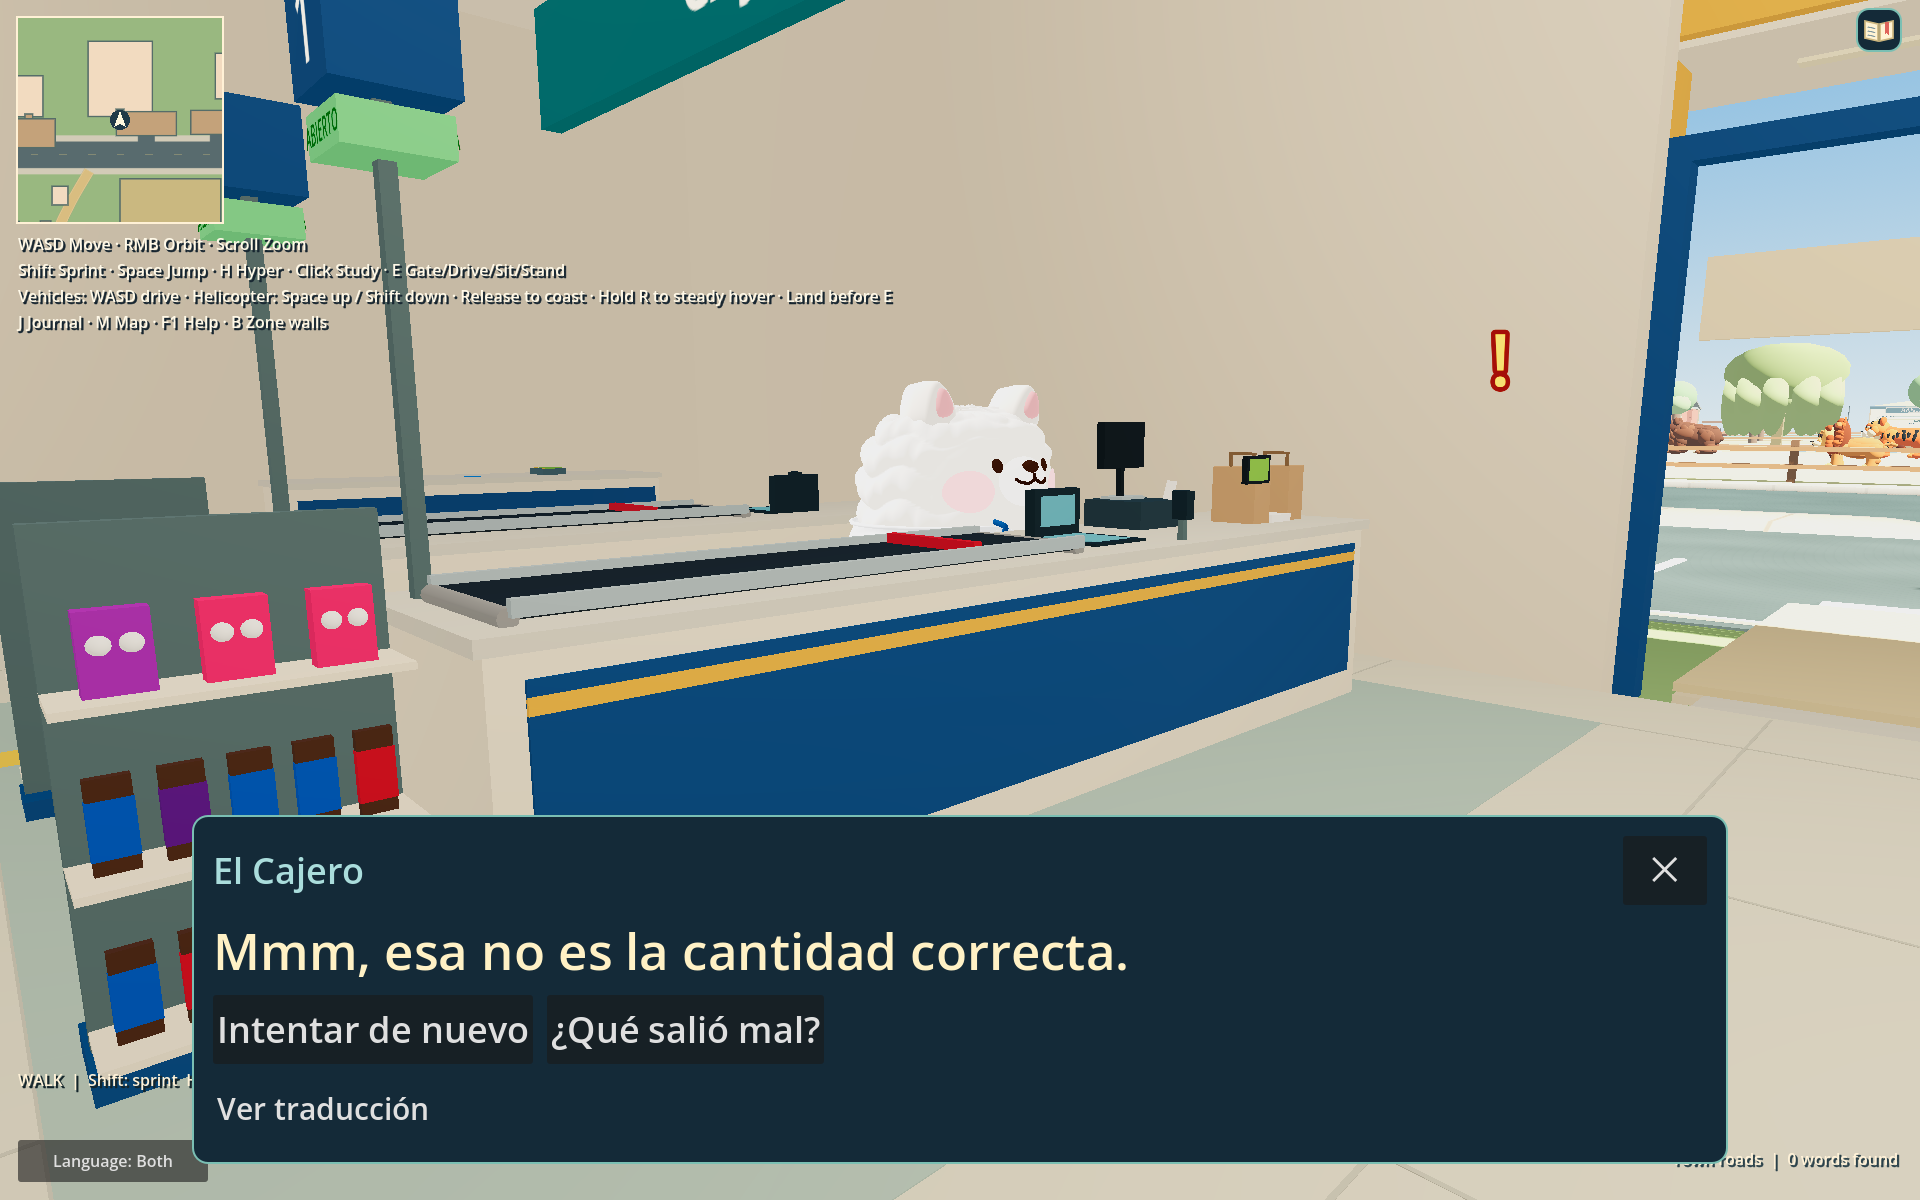 ABIERTO
WASD Move · RMB Orbit · Scroll Zoom
Shift Sprint · Space Jump · H Hyper · Click Study · E Gate/Drive/Sit/Stand
Vehicles: WASD drive · Helicopter: Space up / Shift down · Release to coast · Hold R to steady hover · Land before E
J Journal · M Map · F1 Help · B Zone walls
El Cajero
Mmm, esa no es la cantidad correcta.
Intentar de nuevo
¿Qué salió mal?
Ver traducción
WALK | Shift: sprint
Language: Both
roads | 0 words found